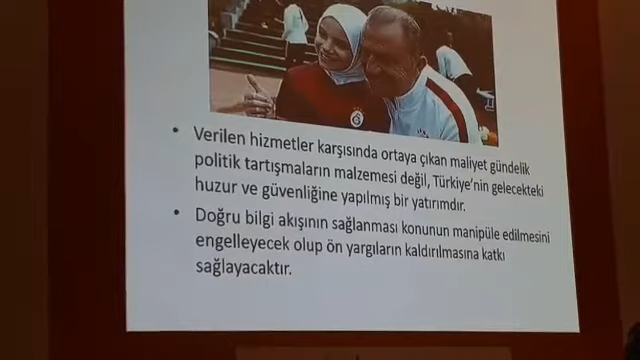 • Verilen hizmetler karşısında ortaya çıkan maliyet gündelik
politik tartışmaların malzemesi değil, Türkiye'nin gelecekteki
huzur ve güvenliğine yapılmış bir yatırımdır.
• Doğru bilgi akışının sağlanması konunun manipüle edilmesini
engelleyecek olup ön yargıların kaldırılmasına katkı
sağlayacaktır.